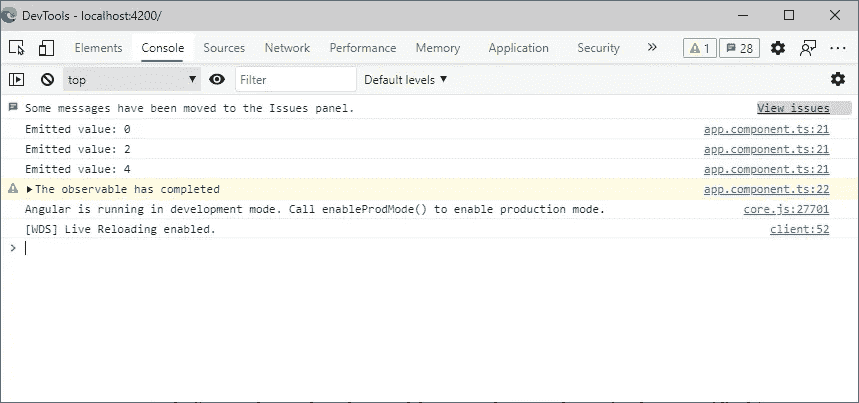 DevTools - localhost:4200/
Elements Console Sources Network Performance Memory Application Security » 1 28
top Filter Default levels ▼
Some messages have been moved to the Issues panel. View issues
Emitted value: 0 app.component.ts:21
Emitted value: 2 app.component.ts:21
Emitted value: 4 app.component.ts:21
▶The observable has completed app.component.ts:22
Angular is running in development mode. Call enableProdMode() to enable production mode. core.js:27701
[WDS] Live Reloading enabled. client:52
>